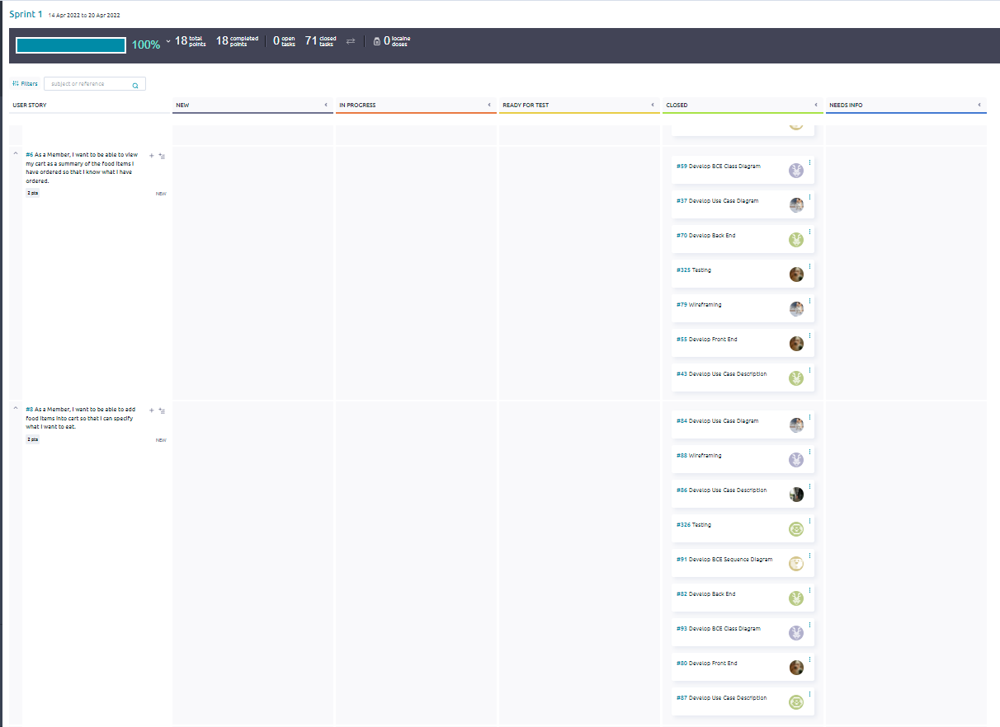 Sprint 1 14 Apr 2022 to 20 Apr 2022
100% 18 total points 18 completed points 0 open tasks 71 closed tasks 0 Iocaine doses
Filters subject or reference
USER STORY NEW IN PROGRESS READY FOR TEST CLOSED NEEDS INFO
#6 As a Member, I want to be able to view
my cart as a summary of the food items I
have ordered so that I know what I have
ordered.
2 pts NEW
#59 Develop BCE Class Diagram
#37 Develop Use Case Diagram
#70 Develop Back End
#325 Testing
#79 Wireframing
#55 Develop Front End
#43 Develop Use Case Description
#8 As a Member, I want to be able to add
food items into cart so that I can specify
what I want to eat.
2 pts NEW
#84 Develop Use Case Diagram
#88 Wireframing
#86 Develop Use Case Description
#326 Testing
#91 Develop BCE Sequence Diagram
#82 Develop Back End
#93 Develop BCE Class Diagram
#80 Develop Front End
#87 Develop Use Case Description